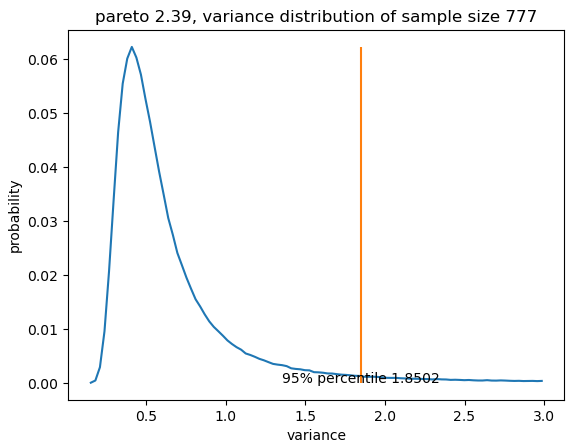 pareto 2.39, variance distribution of sample size 777
probability
0.06
0.05
0.04
0.03
0.02
0.01
0.00
95% percentile 1.8502
0.5 1.0 1.5 2.0 2.5 3.0
variance